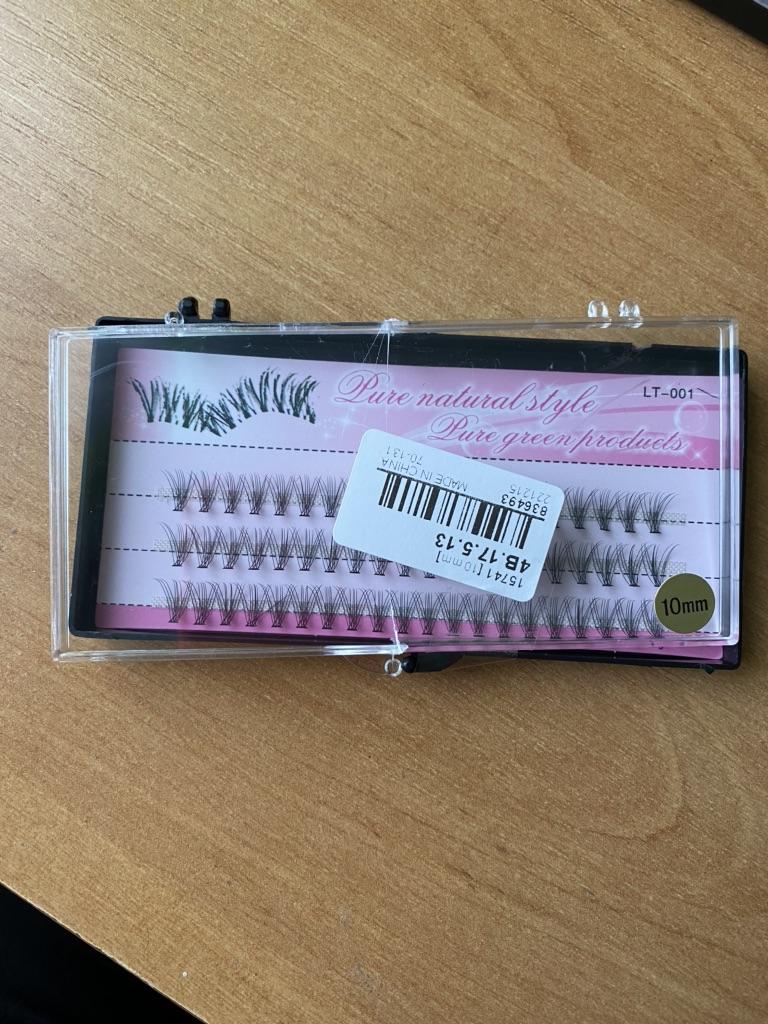 Pure natural style
LT-001
Pure green products
15741 [10mm]
4B.17.5.13
836493
221215
MADE IN CHINA
70-131
10mm